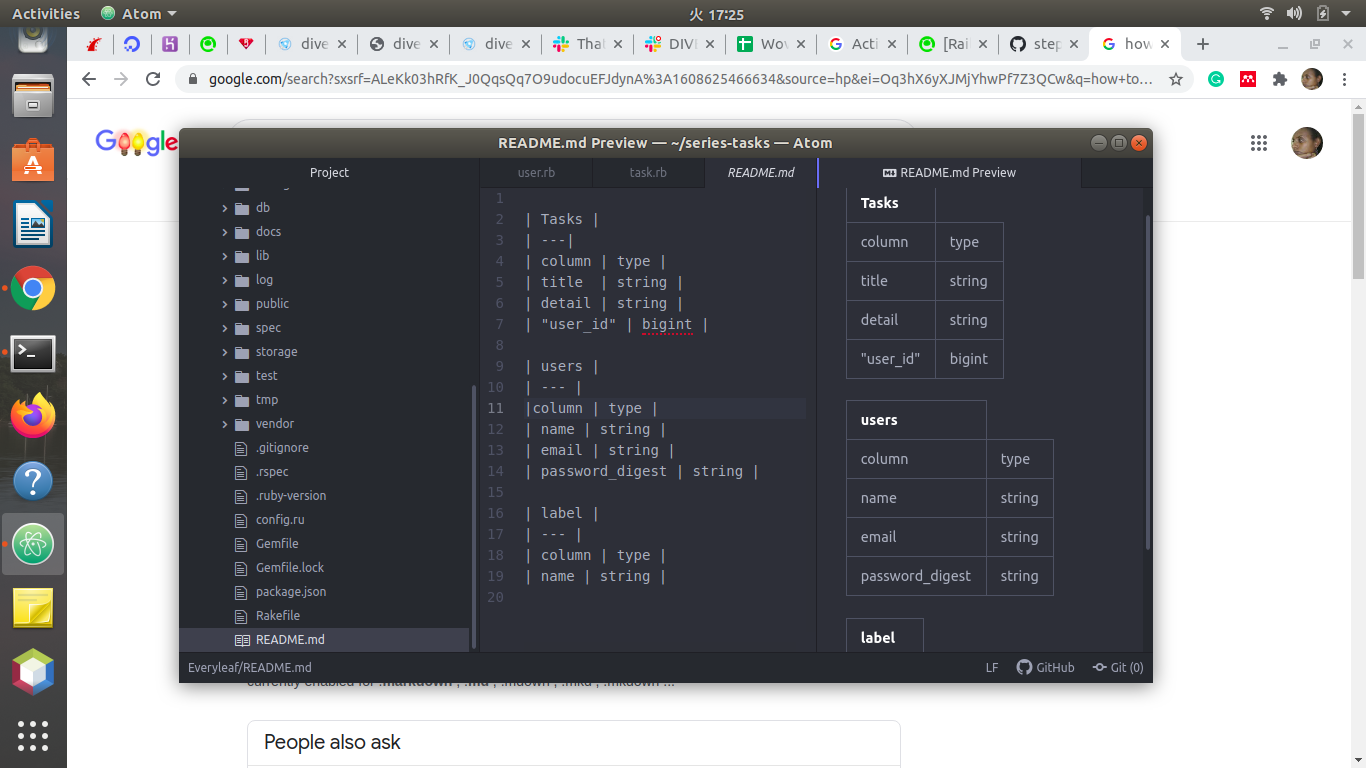 Activities
Atom
火 17:25
dive
dive
dive
Thal
DIVI
Wov
Acti
[Rai
step
how
google.com/search?sxsrf=ALeKk03hRfK_J0QqsQq7O9udocuEFJdynA%3A1608625466634&source=hp&ei=Oq3hX6yXJMjYhwPf7Z3QCw&q=how+to...
Google
README.md Preview — ~/series-tasks — Atom
Project
user.rb
task.rb
README.md
README.md Preview
db
docs
lib
log
public
spec
storage
test
tmp
vendor
.gitignore
.rspec
.ruby-version
config.ru
Gemfile
Gemfile.lock
package.json
Rakefile
README.md
1
2 | Tasks |
3 | ---|
4 | column | type |
5 | title  | string |
6 | detail | string |
7 | "user_id" | bigint |
8
9 | users |
10 | --- |
11 |column | type |
12 | name | string |
13 | email | string |
14 | password_digest | string |
15
16 | label |
17 | --- |
18 | column | type |
19 | name | string |
20
Tasks
column type
title string
detail string
"user_id" bigint
users
column type
name string
email string
password_digest string
label
Everyleaf/README.md
LF
GitHub
Git (0)
currently enabled for .markdown , .md , .mdown , .mkd , .mkdown ...
People also ask